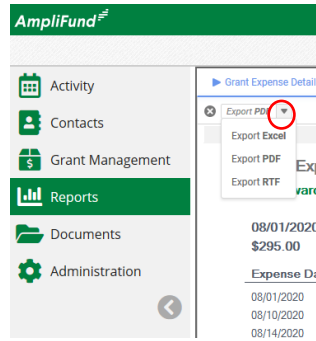 AmpliFund
Activity
Contacts
Grant Management
Reports
Documents
Administration
Grant Expense Detail
Export PDF
Export Excel
Export PDF
Export RTF
08/01/2020
$295.00
08/01/2020
08/10/2020
08/14/2020